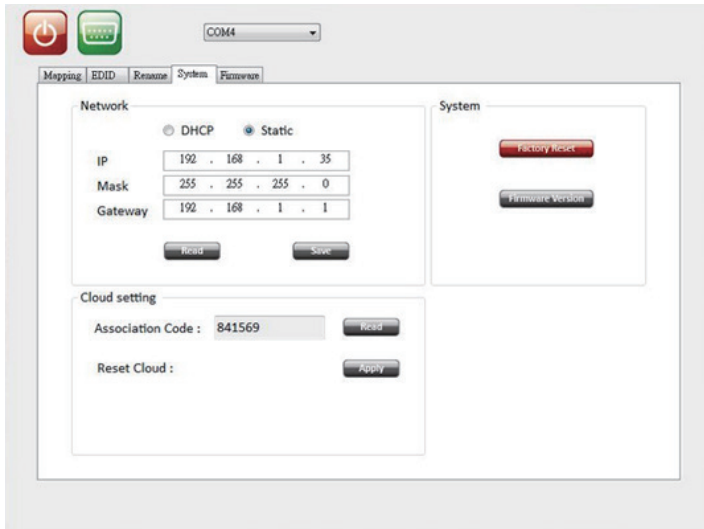 COM4
Mapping EDID Rename System Firmware
Network
DHCP Static
IP 192 . 168 . 1 . 35
Mask 255 . 255 . 255 . 0
Gateway 192 . 168 . 1 . 1
Read Save
System
Factory Reset
Firmware Version
Cloud setting
Association Code : 841569 Read
Reset Cloud : Apply